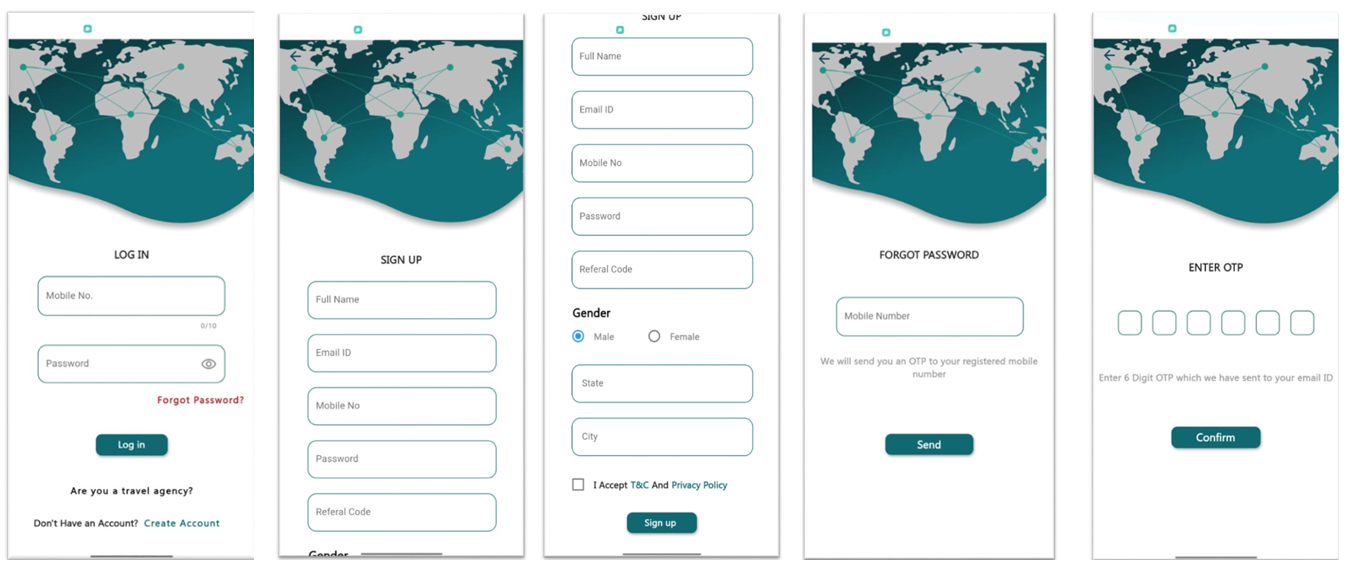 LOG IN
Mobile No.
0/10
Password
Forgot Password?
Log in
Are you a travel agency?
Don't Have an Account? Create Account
SIGN UP
Full Name
Email ID
Mobile No
Password
Referal Code
Gender
SIGN UP
Full Name
Email ID
Mobile No
Password
Referal Code
Gender
Male Female
State
City
I Accept T&C And Privacy Policy
Sign up
FORGOT PASSWORD
Mobile Number
We will send you an OTP to your registered mobile
number
Send
ENTER OTP
Enter 6 Digit OTP which we have sent to your email ID
Confirm